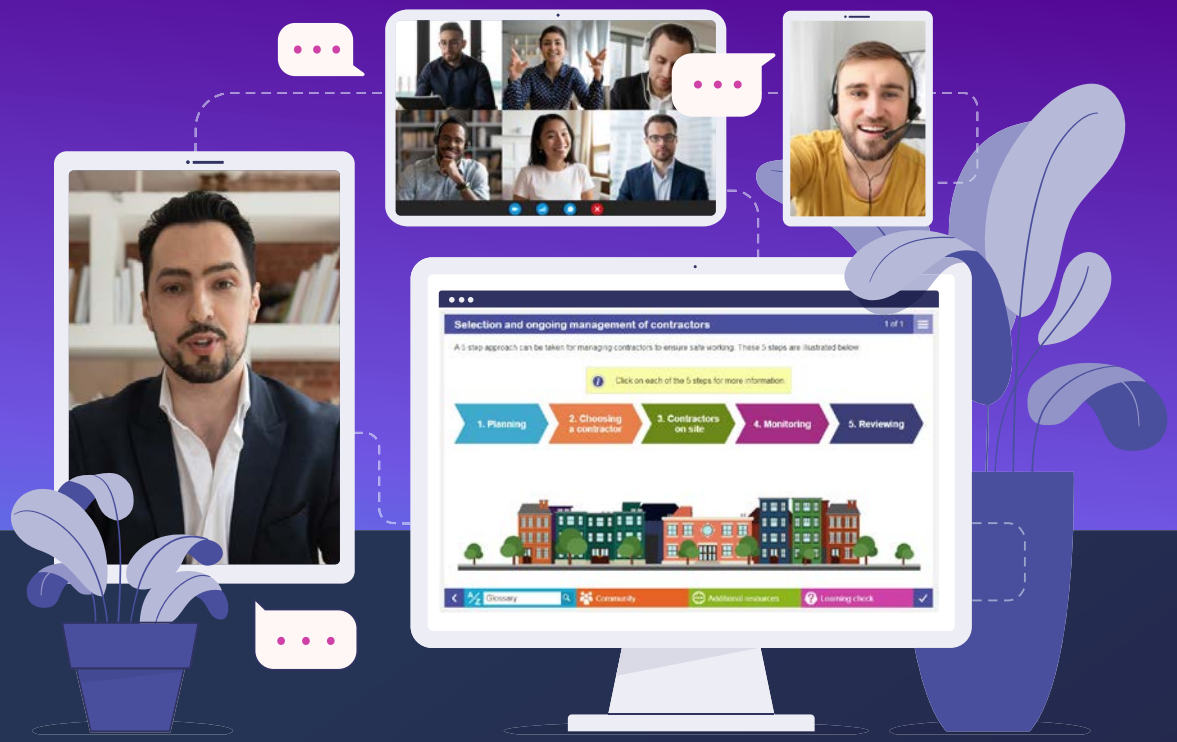 Selection and ongoing management of contractors
1 of 1
A 5 step approach can be taken for managing contractors to ensure safe working. These 5 steps are illustrated below
i Click on each of the 5 steps for more information.
1. Planning
2. Choosing
a contractor
3. Contractors
on site
4. Monitoring
5. Reviewing
A/Z Glossary
Community
Additional resources
? Learning check